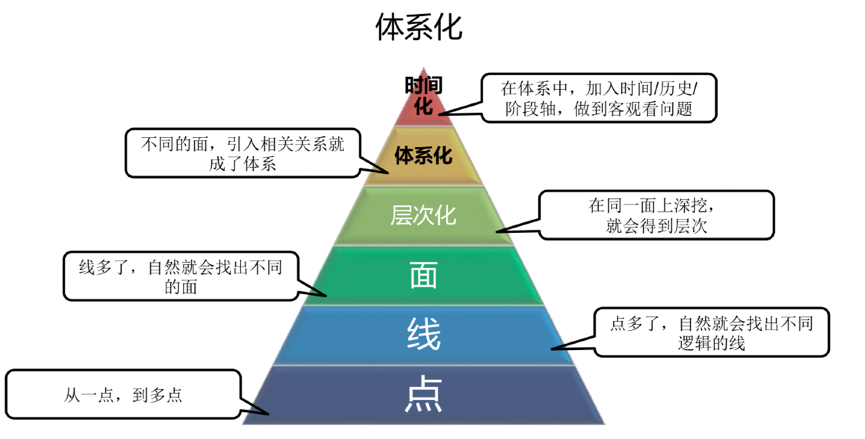 体系化
时间
化
在体系中，加入时间/历史/
阶段轴，做到客观看问题
不同的面，引入相关关系就
成了体系
体系化
层次化
在同一面上深挖，
就会得到层次
线多了，自然就会找出不同
的面
面
点多了，自然就会找出不同
逻辑的线
线
从一点，到多点
点